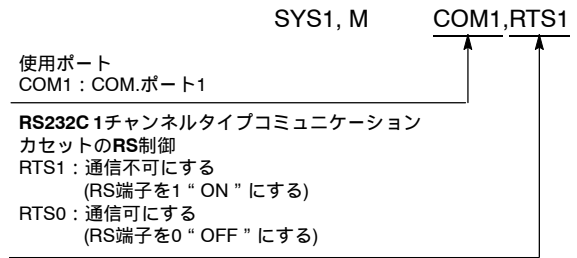 SYS1, M COM1,RTS1
使用ポート
COM1：COM.ポート1
RS232C 1チャンネルタイプコミュニケーション
カセットのRS制御
RTS1：通信不可にする
(RS端子を1 “ ON ” にする)
RTS0：通信可にする
(RS端子を0 “ OFF ” にする)